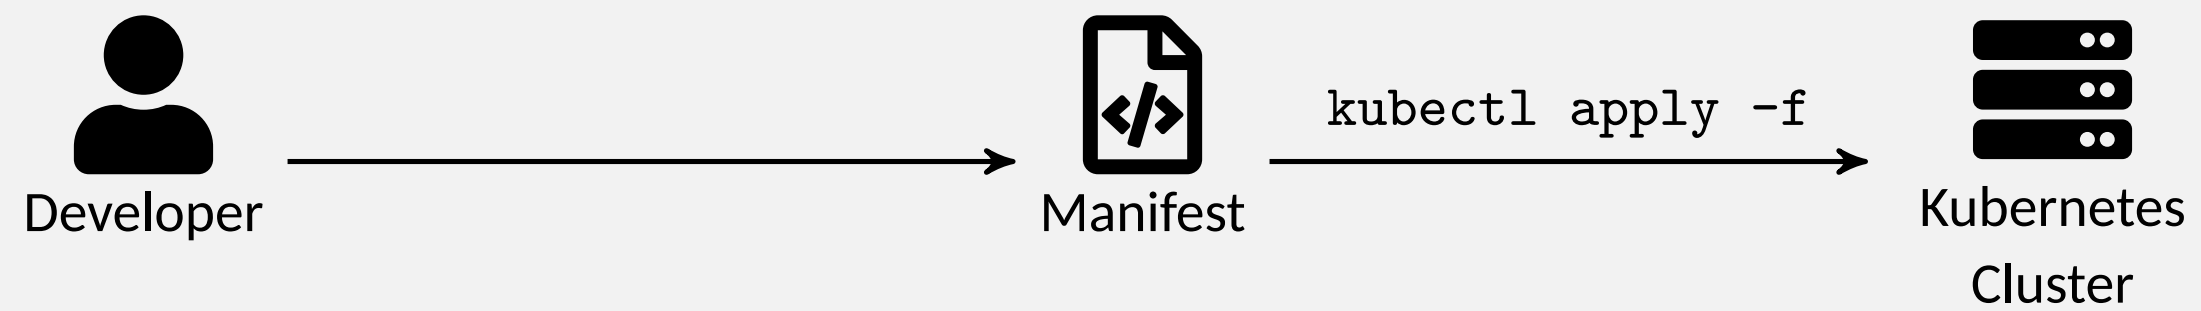 kubectl apply -f
Developer
Manifest
Kubernetes
Cluster